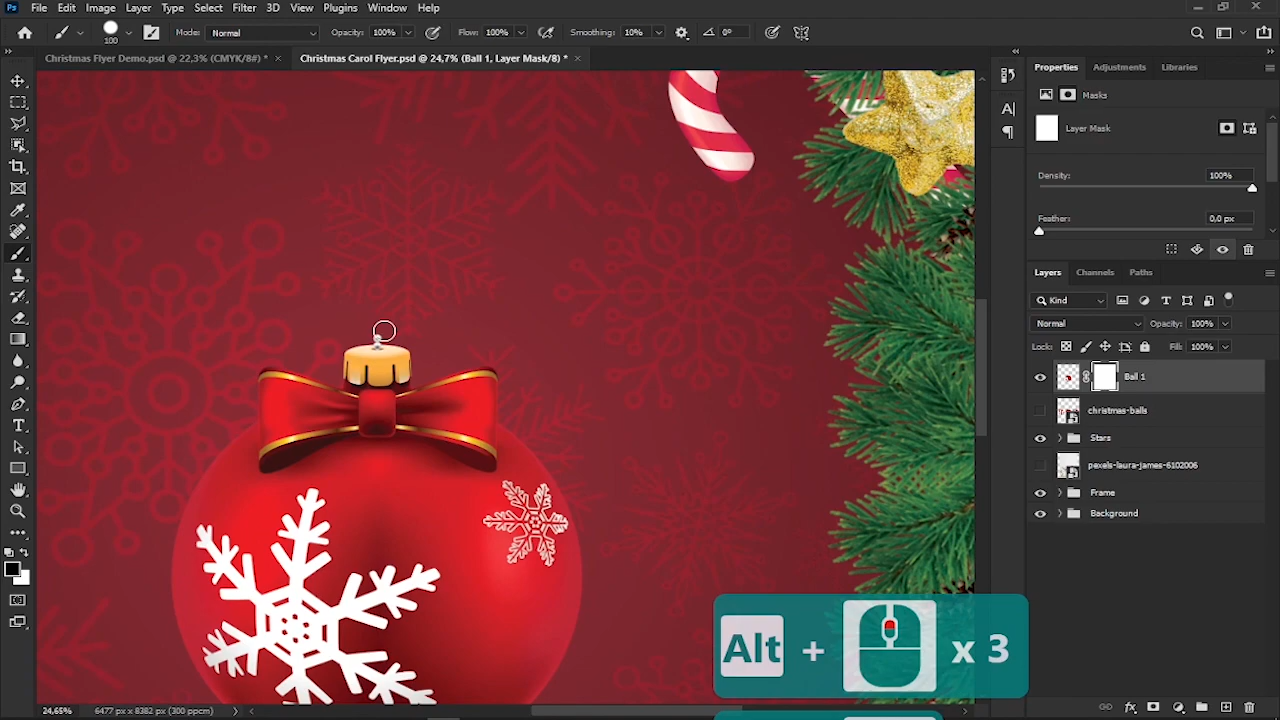 Ps File Edit Image Layer Type Select Filter 3D View Plugins Window Help
100 Mode: Normal Opacity: 100% Flow: 100% Smoothing: 10% 0°
Christmas Flyer Demo.psd @ 22,3% (CMYK/8#) * × Christmas Carol Flyer.psd @ 24,7% (Ball 1, Layer Mask/8) * ×
Properties Adjustments Libraries
Masks
Layer Mask
Density: 100%
Feather: 0,0 px
Layers Channels Paths
Kind
Normal Opacity: 100%
Lock: Fill: 100%
Ball 1
christmas-balls
Stars
pexels-laura-james-6102006
Frame
Background
Alt + x 3
24,65% 6477 px x 8382 px (300 ppcm)